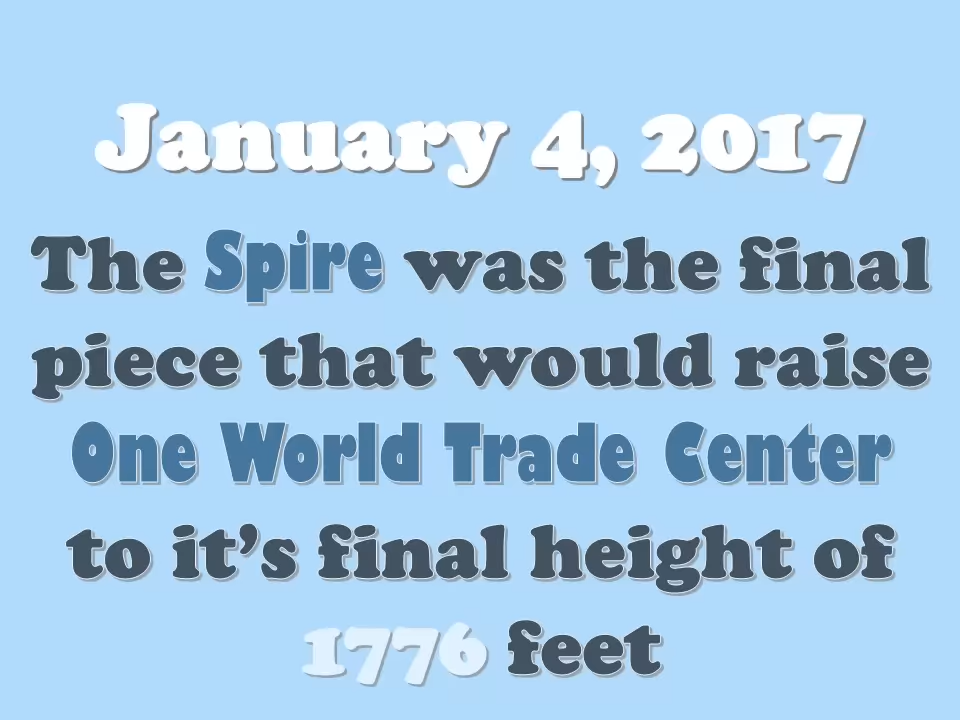 January 4, 2017
The Spire was the final
piece that would raise
One World Trade Center
to it’s final height of
1776 feet